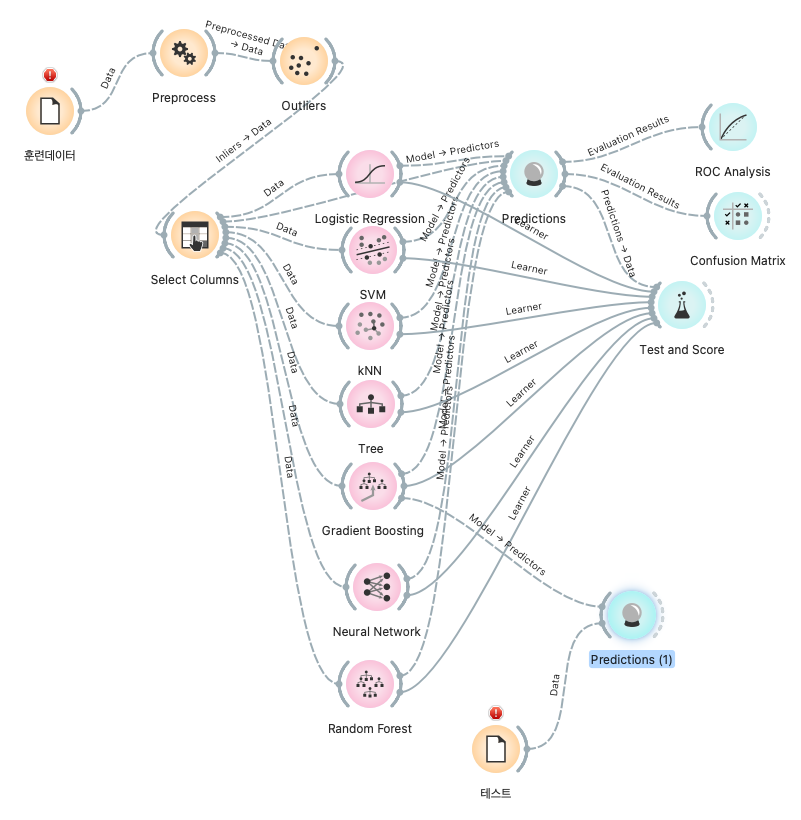 Preprocessed Da
→ Data
Data
Preprocess
Outliers
훈련데이터
Inliers → Data
Model → Predictors
Evaluation Results
ROC Analysis
Data
Logistic Regression
Predictions
Evaluation Results
Confusion Matrix
Select Columns
Data
Model → Predictors
Learner
Predictions → Data
SVM
Learner
Data
Model → Predictors
kNN
Learner
Test and Score
Data
Model → Predictors
Tree
Learner
Data
Model → Predictors
Gradient Boosting
Learner
Data
Model → Predictors
Neural Network
Learner
Data
Model → Predictors
Random Forest
Learner
Model → Predictors
Predictions (1)
Data
테스트